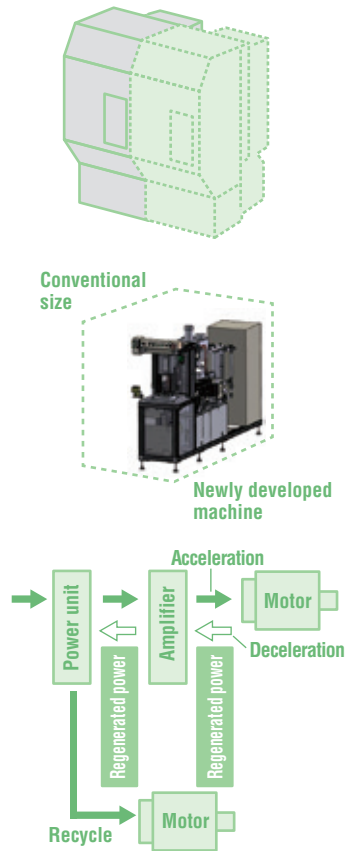 Conventional
size
Newly developed
machine
Acceleration
Power unit
Amplifier
Motor
Deceleration
Regenerated power
Regenerated power
Recycle
Motor